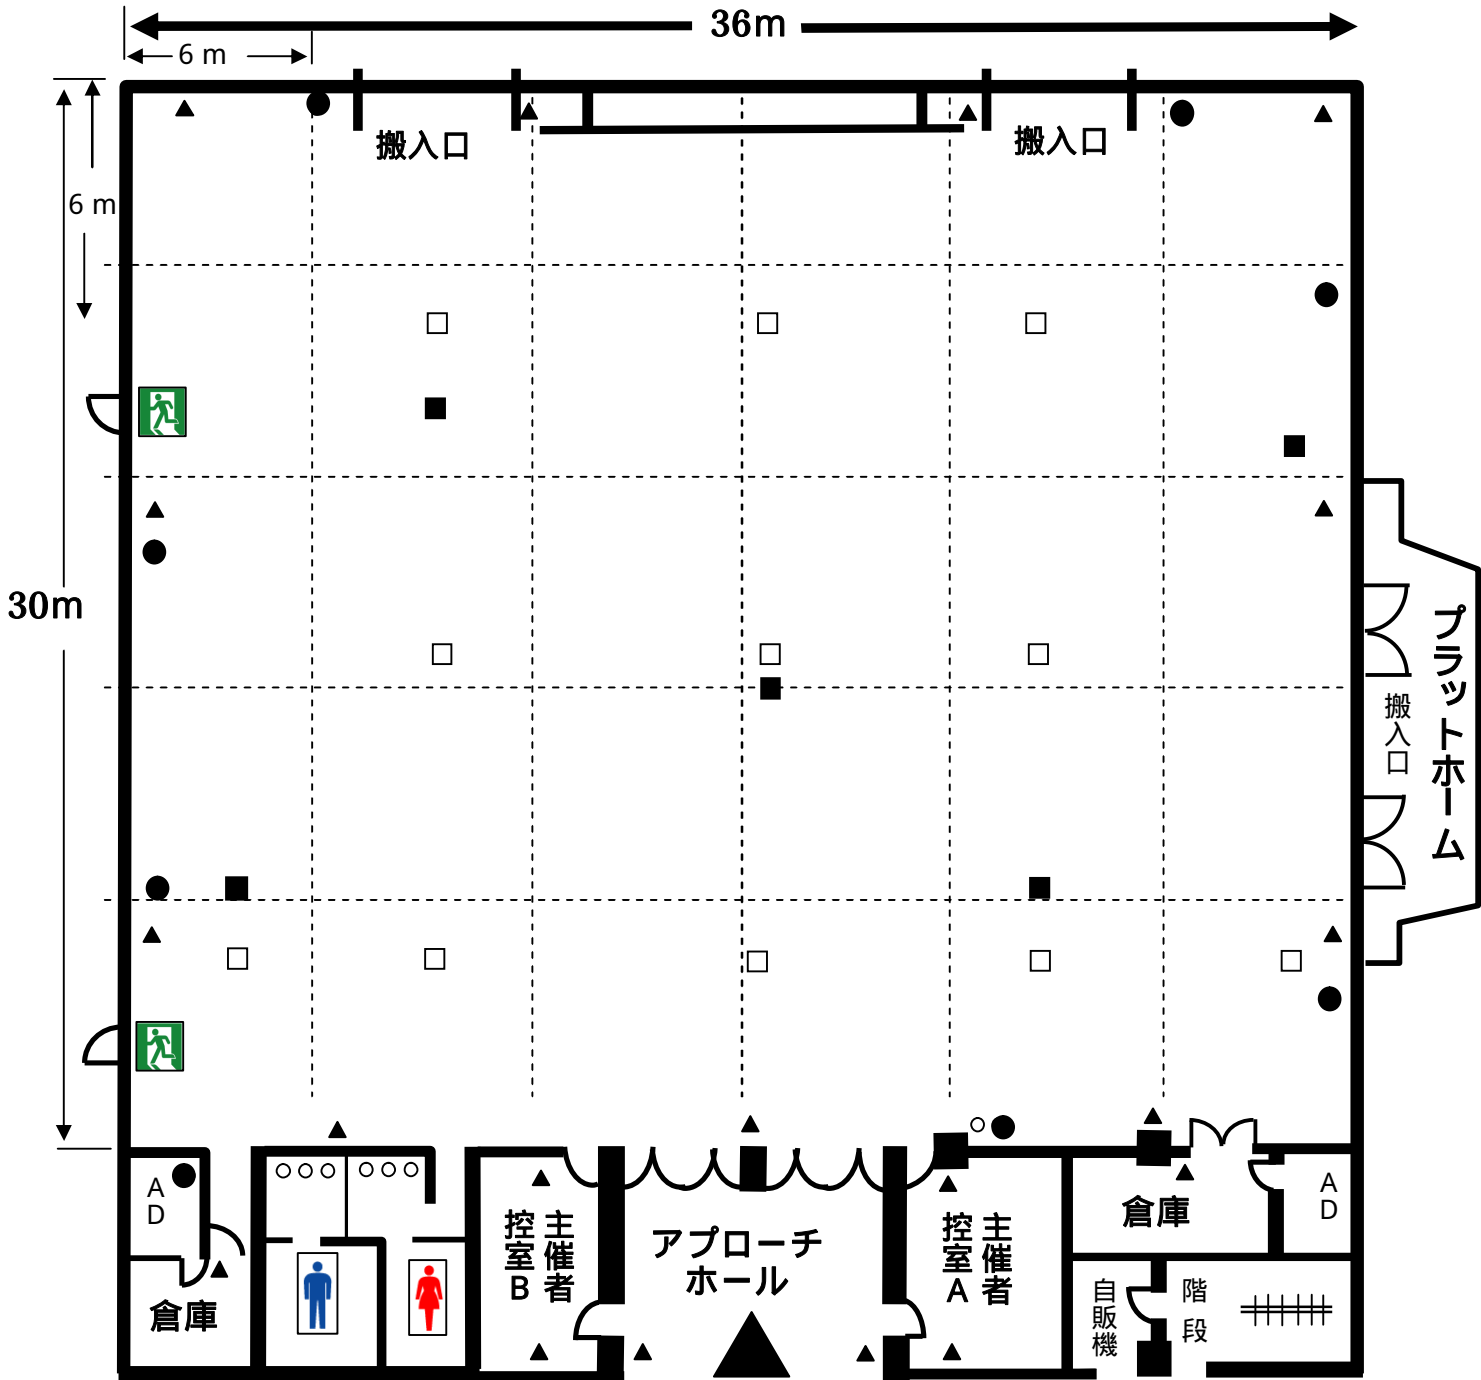 36m
6 m
搬入口
搬入口
6 m
30m
プラットホーム
搬入口
AD
倉庫
主催者
控室B
アプローチ
ホール
主催者
控室A
倉庫
AD
自販機
階段